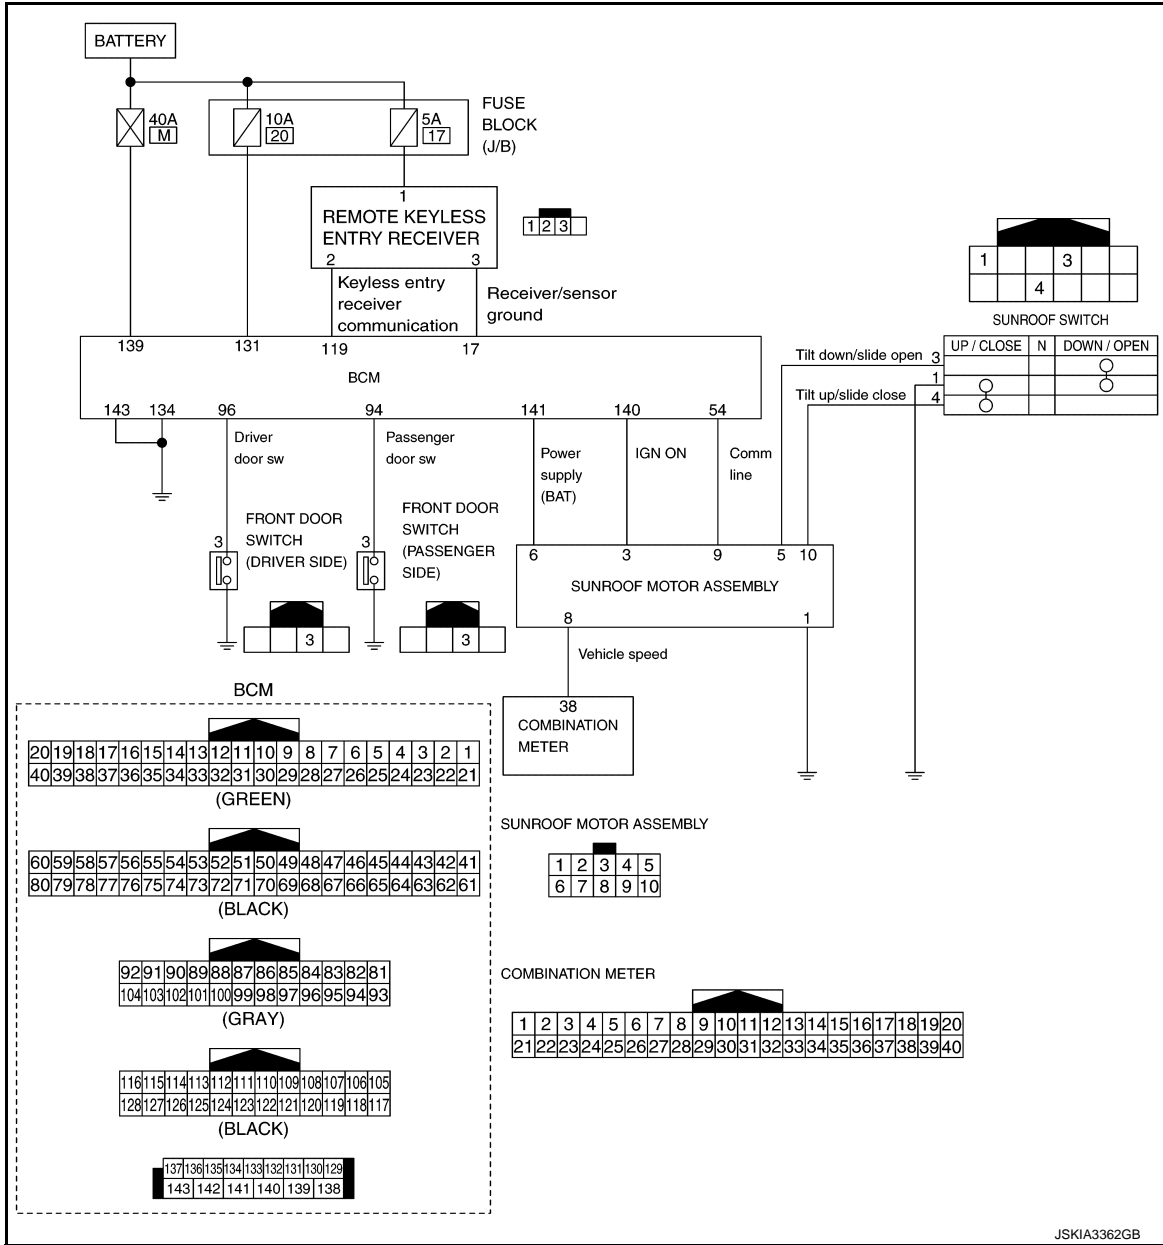 BATTERY
40A
M
10A
20
5A
17
FUSE
BLOCK
(J/B)
1
REMOTE KEYLESS
ENTRY RECEIVER
2 3
1 2 3
Keyless entry
receiver
communication
Receiver/sensor
ground
1 3
4
SUNROOF SWITCH
UP / CLOSE N DOWN / OPEN
Tilt down/slide open 3
1
Tilt up/slide close 4
139 131 119 17
BCM
143 134 96 94 141 140 54
Driver
door sw
Passenger
door sw
Power
supply
(BAT)
IGN ON
Comm
line
FRONT DOOR
SWITCH
(DRIVER SIDE)
3
FRONT DOOR
SWITCH
(PASSENGER
SIDE)
3
6 3 9 5 10
SUNROOF MOTOR ASSEMBLY
8 1
3
3
Vehicle speed
38
COMBINATION
METER
BCM
20 19 18 17 16 15 14 13 12 11 10 9 8 7 6 5 4 3 2 1
40 39 38 37 36 35 34 33 32 31 30 29 28 27 26 25 24 23 22 21
(GREEN)
60 59 58 57 56 55 54 53 52 51 50 49 48 47 46 45 44 43 42 41
80 79 78 77 76 75 74 73 72 71 70 69 68 67 66 65 64 63 62 61
(BLACK)
92 91 90 89 88 87 86 85 84 83 82 81
104 103 102 101 100 99 98 97 96 95 94 93
(GRAY)
116 115 114 113 112 111 110 109 108 107 106 105
128 127 126 125 124 123 122 121 120 119 118 117
(BLACK)
137 136 135 134 133 132 131 130 129
143 142 141 140 139 138
SUNROOF MOTOR ASSEMBLY
1 2 3 4 5
6 7 8 9 10
COMBINATION METER
1 2 3 4 5 6 7 8 9 10 11 12 13 14 15 16 17 18 19 20
21 22 23 24 25 26 27 28 29 30 31 32 33 34 35 36 37 38 39 40
JSKIA3362GB